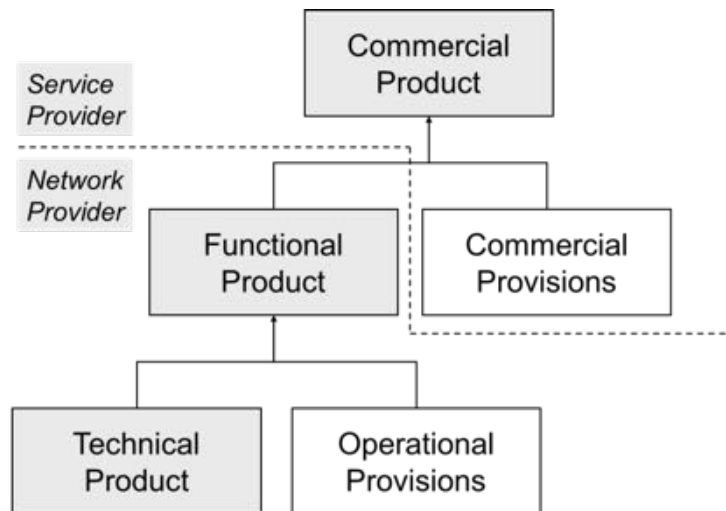 Commercial
Product
Service
Provider
Network
Provider
Functional
Product
Commercial
Provisions
Technical
Product
Operational
Provisions